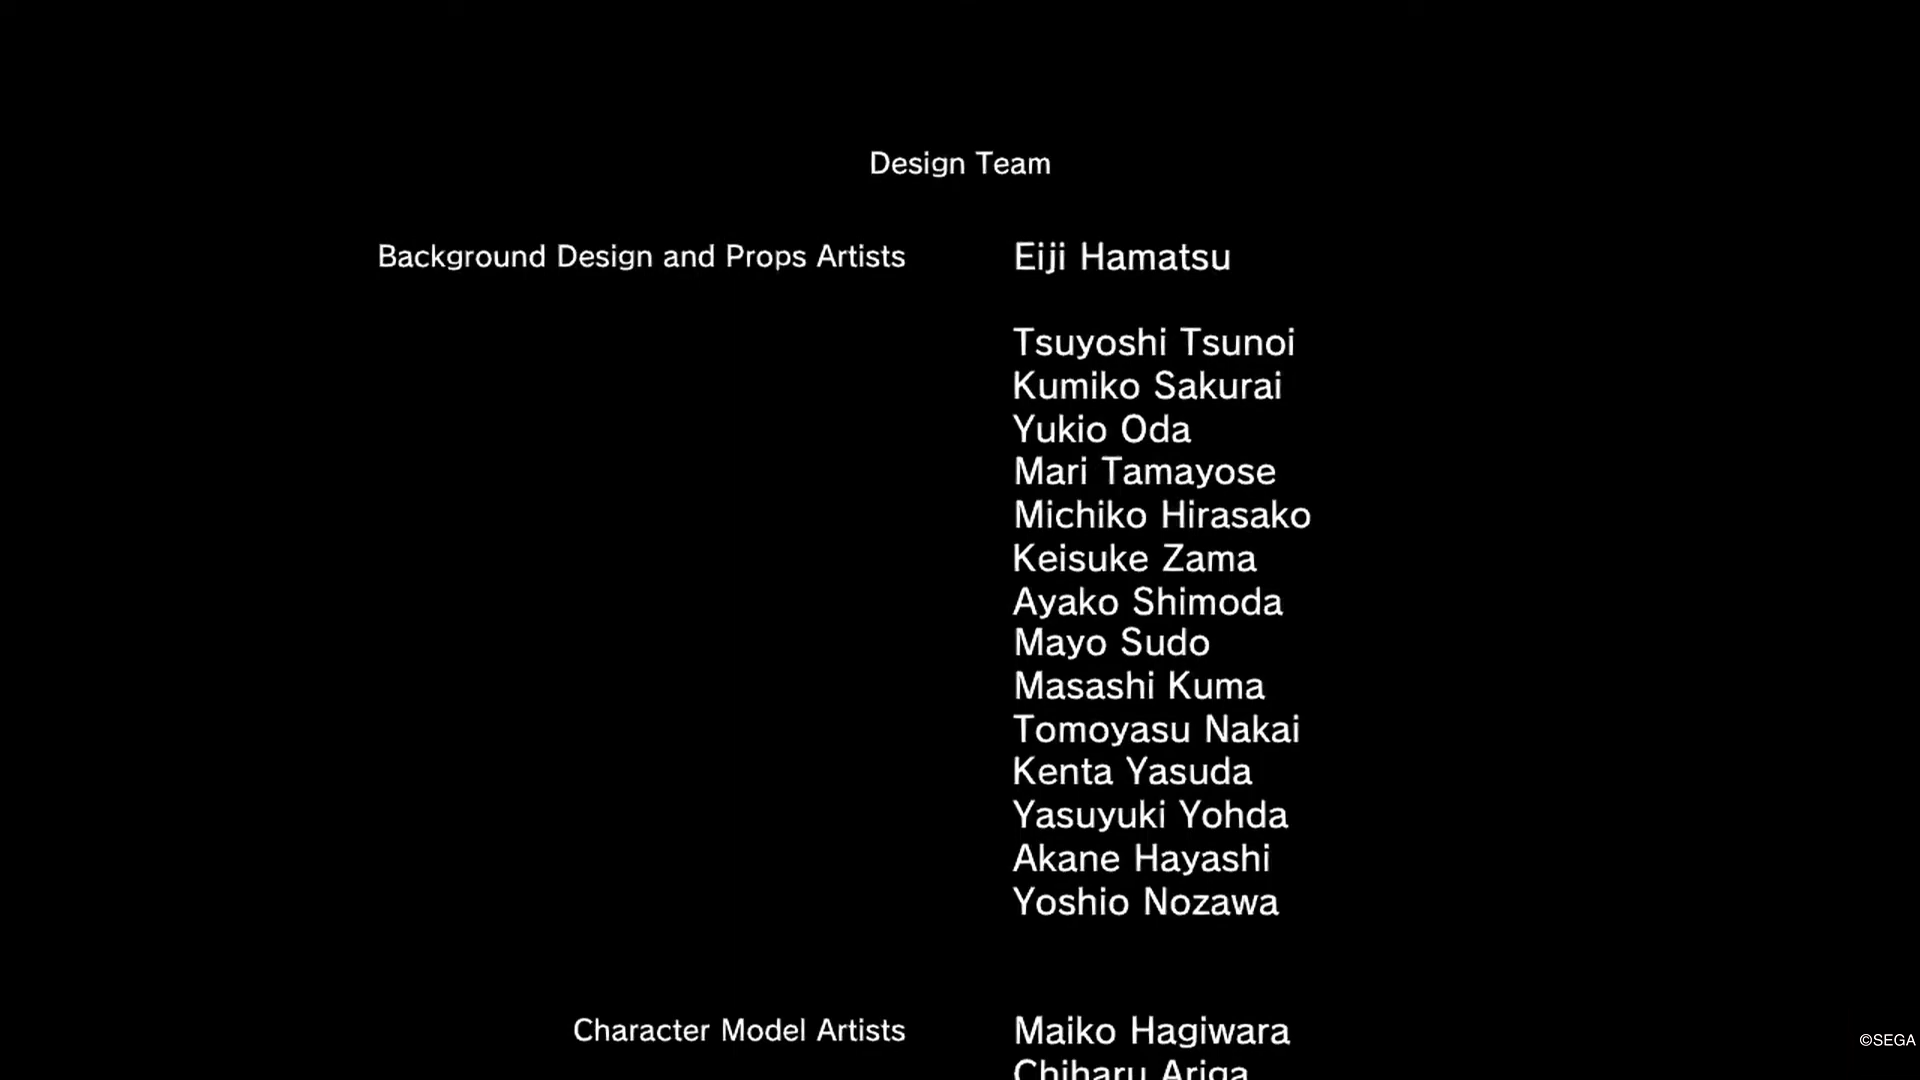 Design Team
Background Design and Props Artists Eiji Hamatsu
Tsuyoshi Tsunoi
Kumiko Sakurai
Yukio Oda
Mari Tamayose
Michiko Hirasako
Keisuke Zama
Ayako Shimoda
Mayo Sudo
Masashi Kuma
Tomoyasu Nakai
Kenta Yasuda
Yasuyuki Yohda
Akane Hayashi
Yoshio Nozawa
Character Model Artists Maiko Hagiwara
Chiharu Ariga
©SEGA